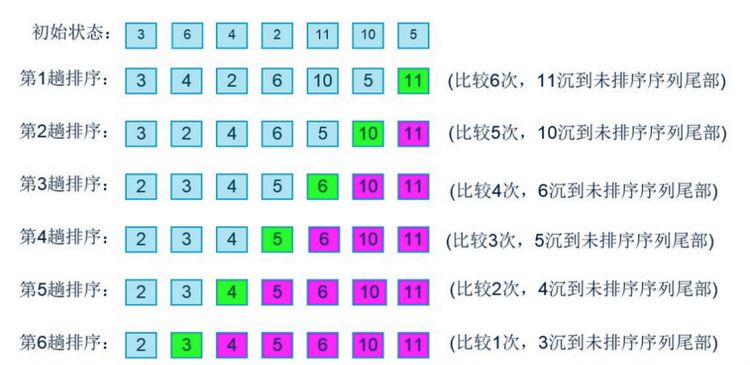 初始状态： 3 6 4 2 11 10 5
第1趟排序： 3 4 2 6 10 5 11 (比较6次，11沉到未排序序列尾部)
第2趟排序： 3 2 4 6 5 10 11 (比较5次，10沉到未排序序列尾部)
第3趟排序： 2 3 4 5 6 10 11 (比较4次，6沉到未排序序列尾部)
第4趟排序： 2 3 4 5 6 10 11 (比较3次，5沉到未排序序列尾部)
第5趟排序： 2 3 4 5 6 10 11 (比较2次，4沉到未排序序列尾部)
第6趟排序： 2 3 4 5 6 10 11 (比较1次，3沉到未排序序列尾部)